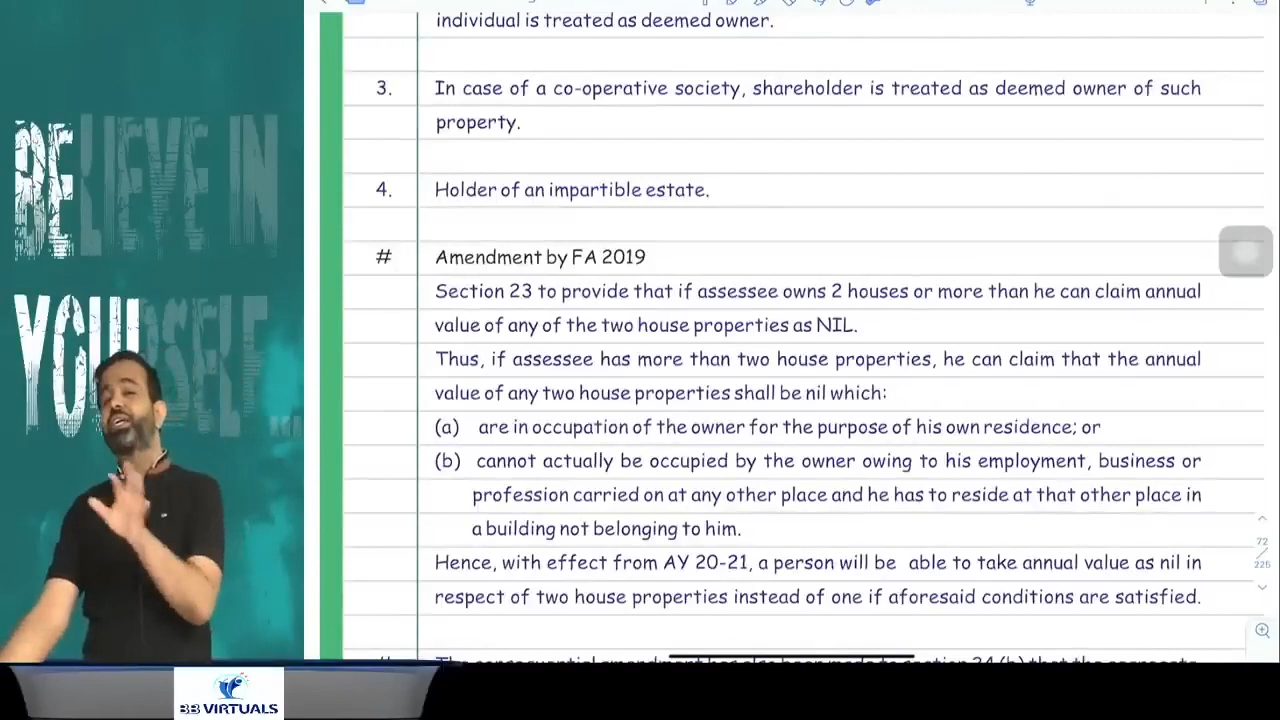 BELIEVE IN
YOURSELF...
individual is treated as deemed owner.
3. In case of a co-operative society, shareholder is treated as deemed owner of such
property.
4. Holder of an impartible estate.
# Amendment by FA 2019
Section 23 to provide that if assessee owns 2 houses or more than he can claim annual
value of any of the two house properties as NIL.
Thus, if assessee has more than two house properties, he can claim that the annual
value of any two house properties shall be nil which:
(a) are in occupation of the owner for the purpose of his own residence; or
(b) cannot actually be occupied by the owner owing to his employment, business or
profession carried on at any other place and he has to reside at that other place in
a building not belonging to him.
Hence, with effect from AY 20-21, a person will be able to take annual value as nil in
respect of two house properties instead of one if aforesaid conditions are satisfied.
72
225
BB VIRTUALS